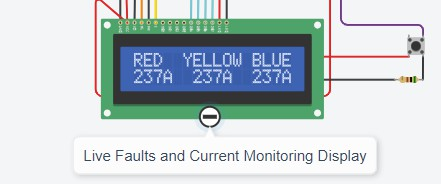 RED YELLOW BLUE
237A 237A 237A
Live Faults and Current Monitoring Display